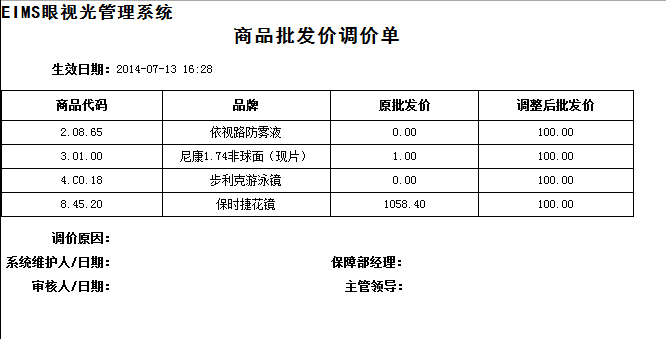 EIMS眼视光管理系统
商品批发价调价单
生效日期：2014-07-13 16:28
商品代码 品牌 原批发价 调整后批发价
2.08.65 依视路防雾液 0.00 100.00
3.01.00 尼康1.74非球面（现片） 1.00 100.00
4.C0.18 步利克游泳镜 0.00 100.00
8.45.20 保时捷花镜 1058.40 100.00
调价原因：
系统维护人/日期： 保障部经理：
审核人/日期： 主管领导：